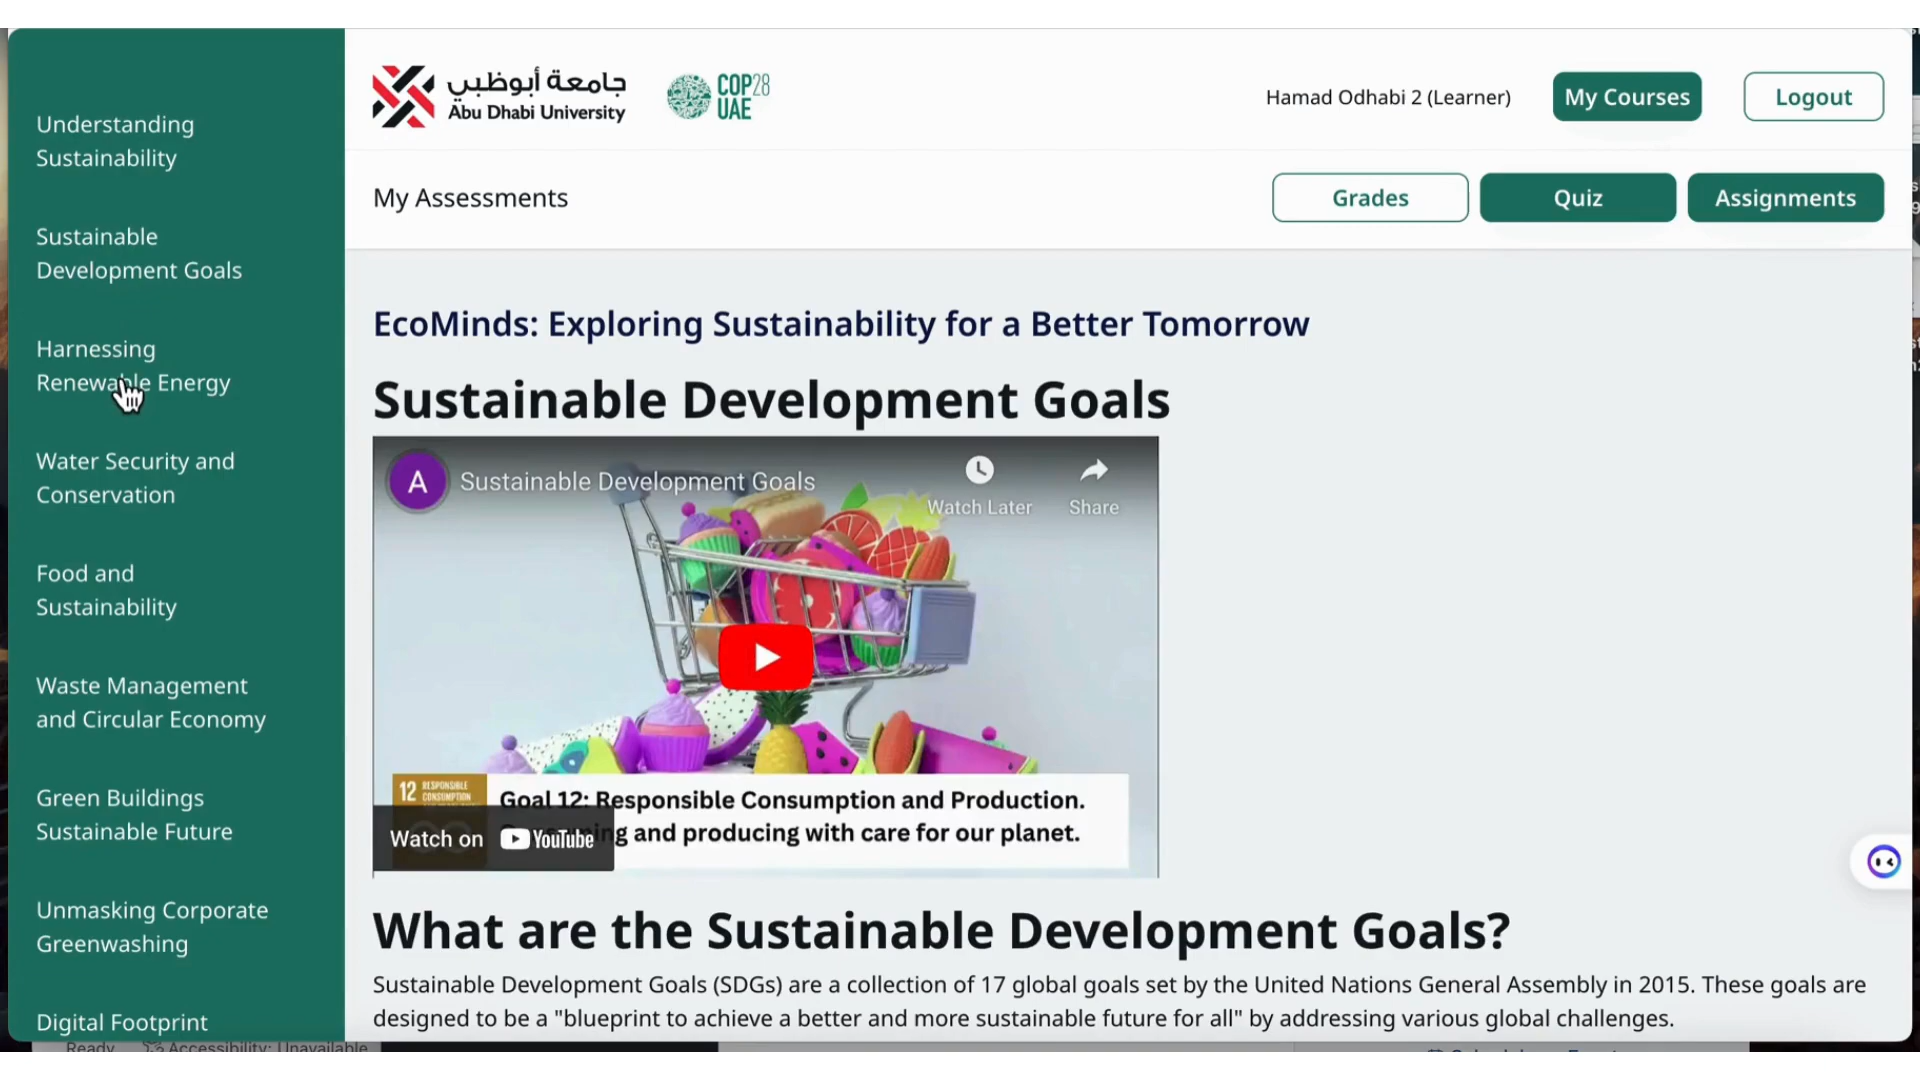 Understanding
Sustainability
Sustainable
Development Goals
Harnessing
Renewable Energy
Water Security and
Conservation
Food and
Sustainability
Waste Management
and Circular Economy
Green Buildings
Sustainable Future
Unmasking Corporate
Greenwashing
Digital Footprint
جامعة أبوظبي
Abu Dhabi University
COP28
UAE
Hamad Odhabi 2 (Learner)
My Courses
Logout
My Assessments
Grades
Quiz
Assignments
EcoMinds: Exploring Sustainability for a Better Tomorrow
Sustainable Development Goals
A
Sustainable Development Goals
Watch Later
Share
12 RESPONSIBLE
CONSUMPTION
Goal 12: Responsible Consumption and Production.
and producing with care for our planet.
Watch on YouTube
What are the Sustainable Development Goals?
Sustainable Development Goals (SDGs) are a collection of 17 global goals set by the United Nations General Assembly in 2015. These goals are
designed to be a "blueprint to achieve a better and more sustainable future for all" by addressing various global challenges.
Ready
Accessibility: Unavailable